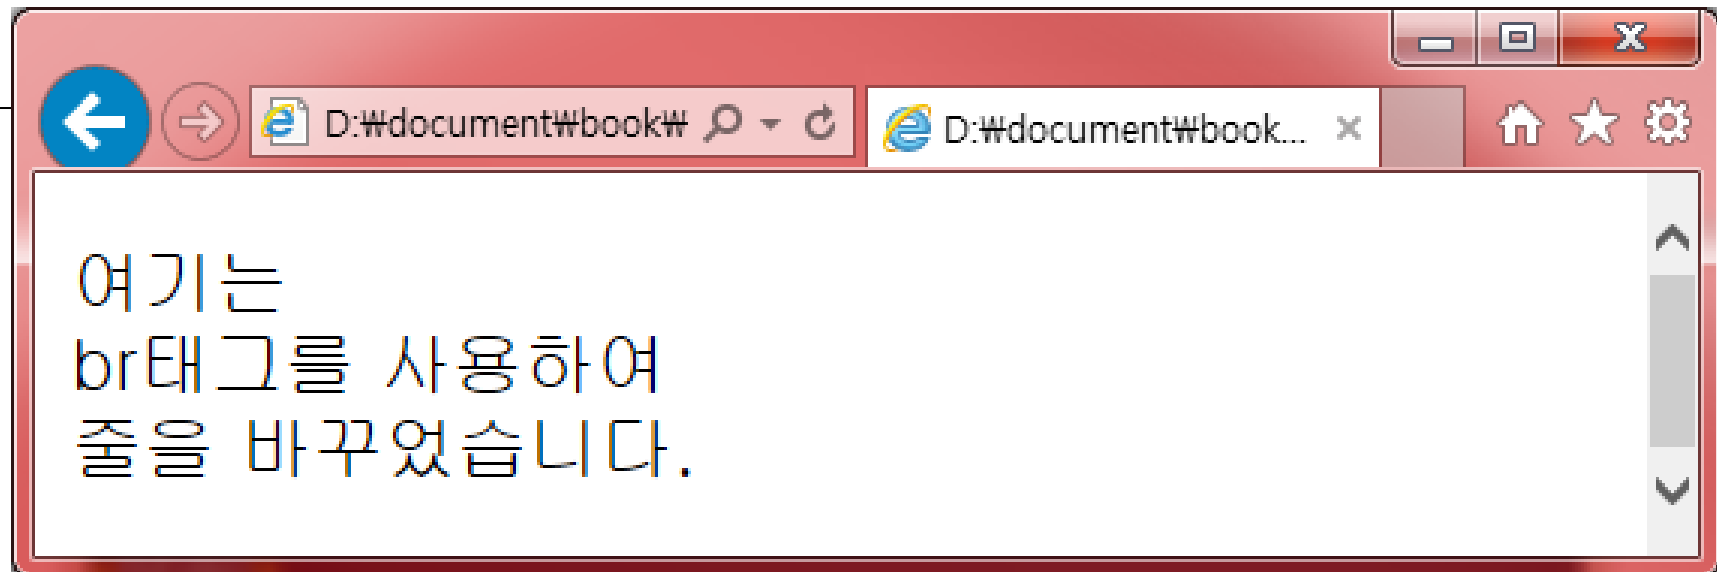 D:₩document₩book₩
D:₩document₩book...
여기는
br태그를 사용하여
줄을 바꾸었습니다.